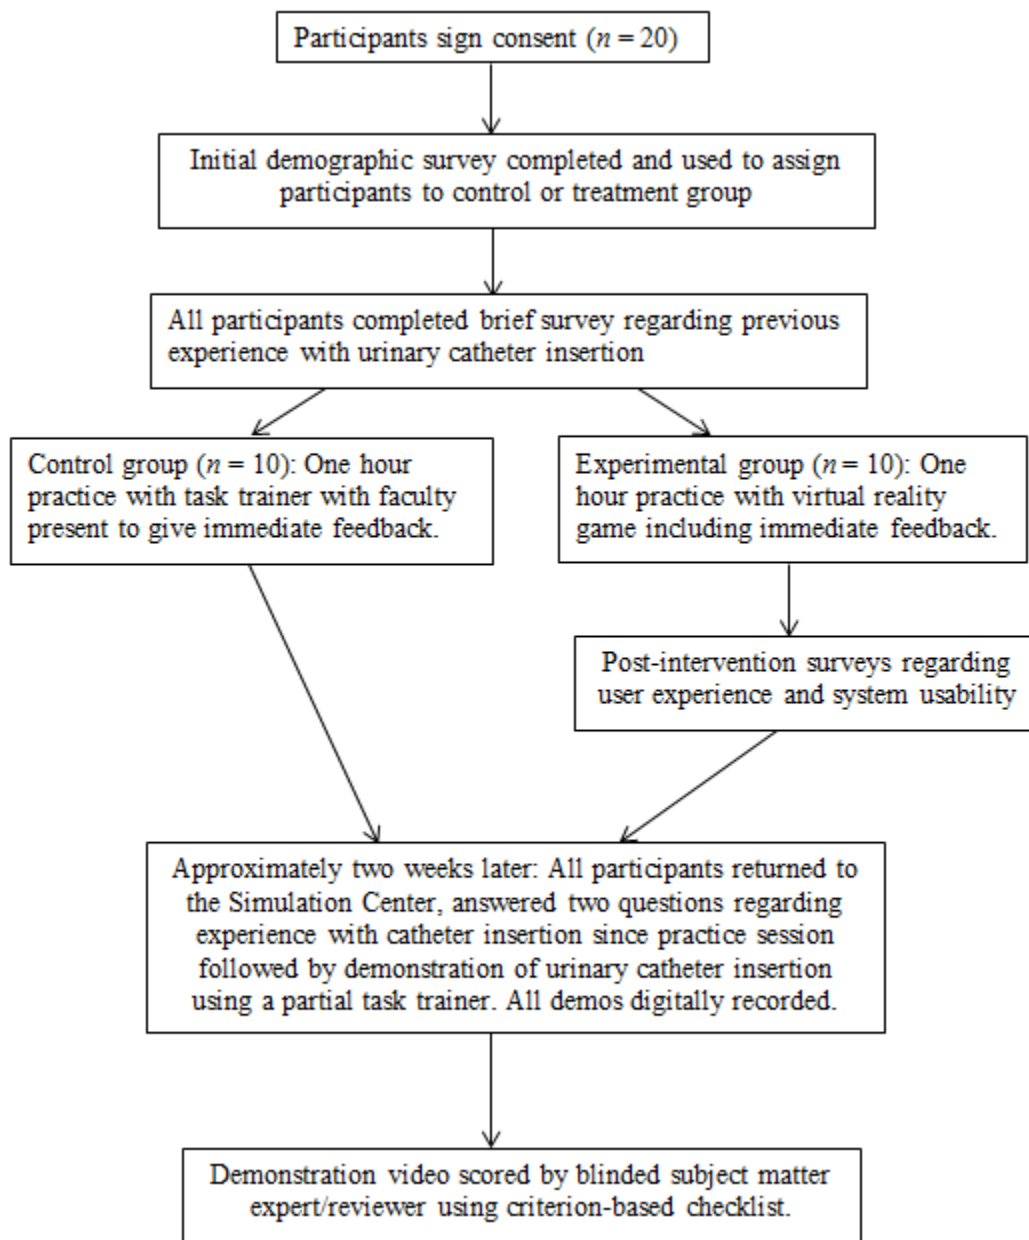 Participants sign consent (n = 20)
Initial demographic survey completed and used to assign
participants to control or treatment group
All participants completed brief survey regarding previous
experience with urinary catheter insertion
Control group (n = 10): One hour
practice with task trainer with faculty
present to give immediate feedback.
Experimental group (n = 10): One
hour practice with virtual reality
game including immediate feedback.
Post-intervention surveys regarding
user experience and system usability
Approximately two weeks later: All participants returned to
the Simulation Center, answered two questions regarding
experience with catheter insertion since practice session
followed by demonstration of urinary catheter insertion
using a partial task trainer. All demos digitally recorded.
Demonstration video scored by blinded subject matter
expert/reviewer using criterion-based checklist.